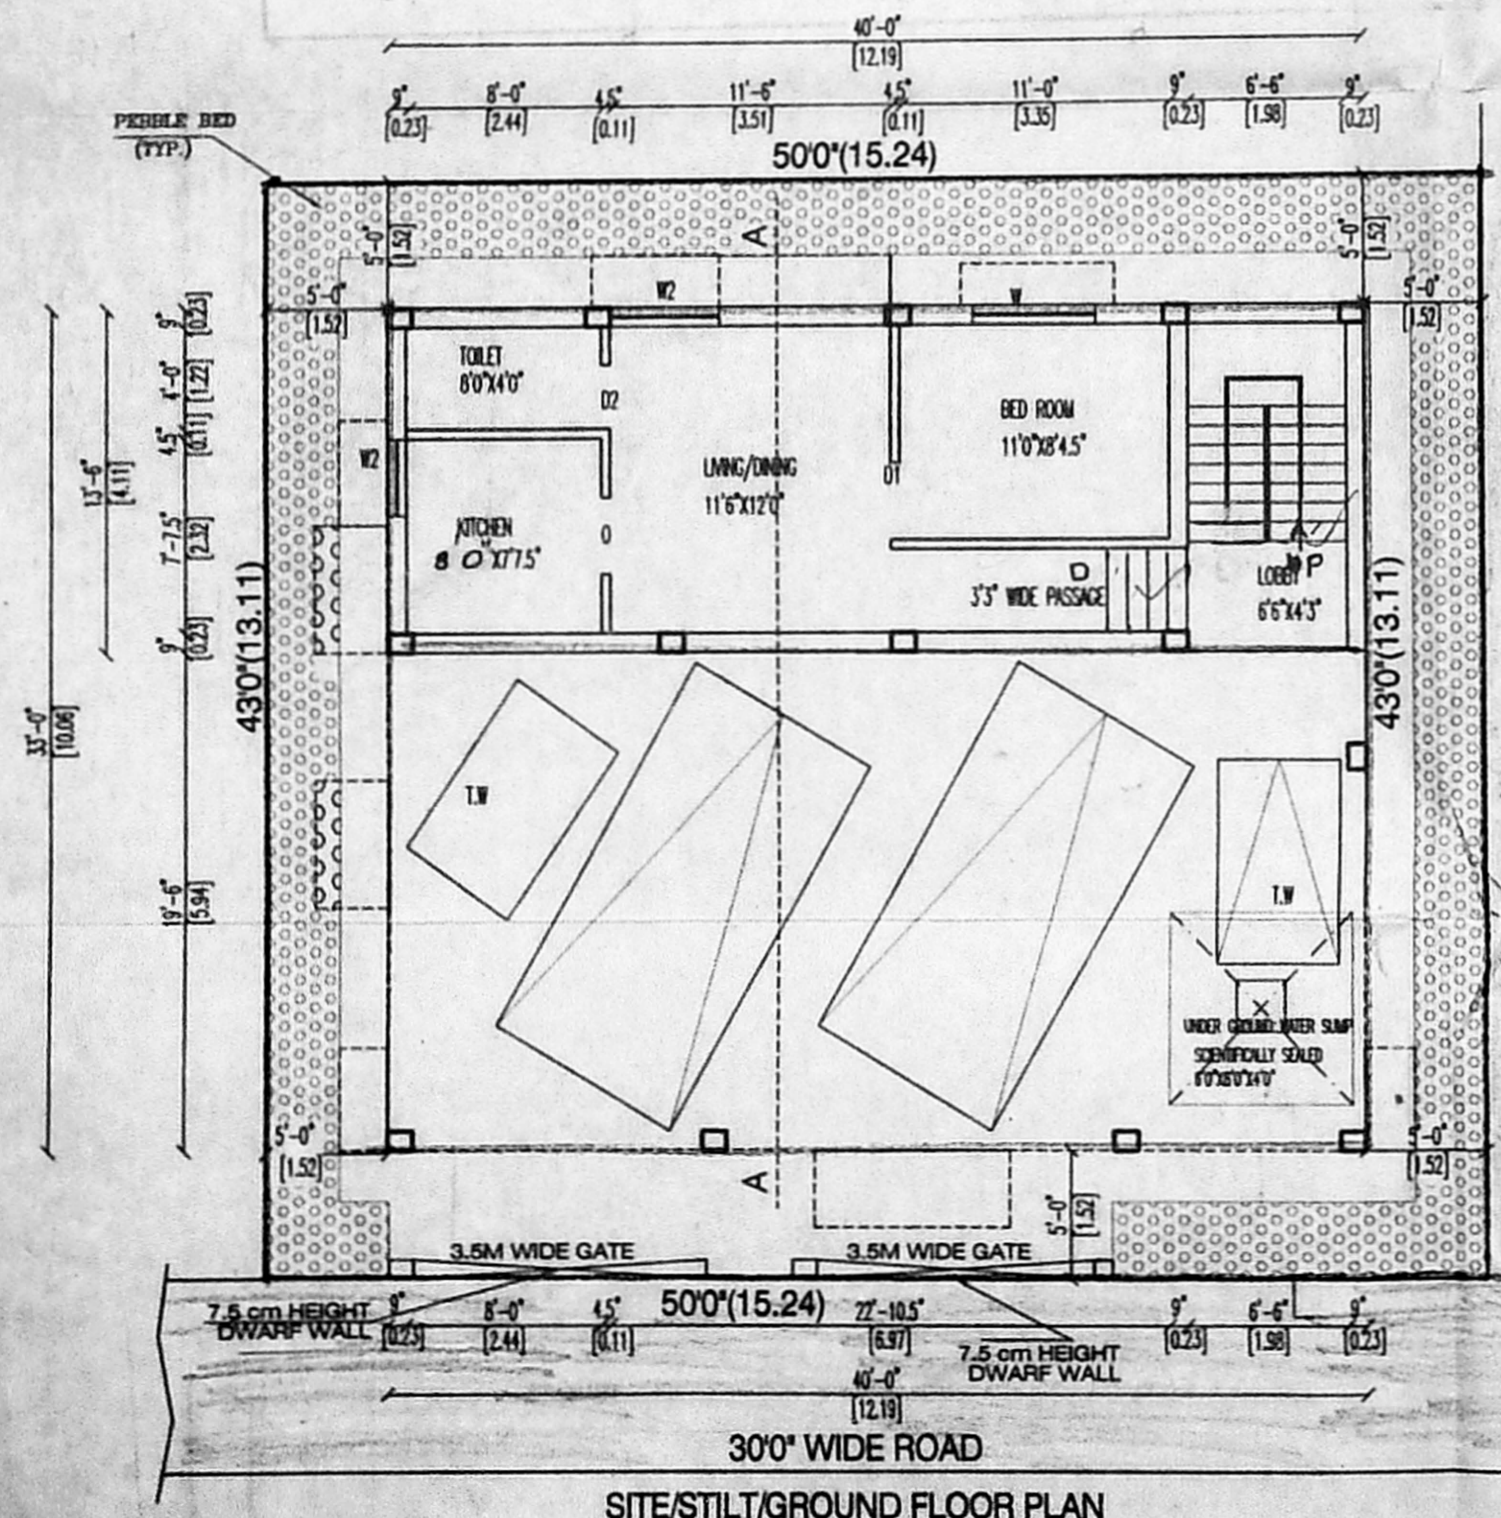 40'-0"
[12.19]
9" 8'-0" 4.5" 11'-6" 4.5" 11'-0" 9" 6'-6" 9"
[0.23] [2.44] [0.11] [3.51] [0.11] [3.35] [0.23] [1.98] [0.23]
PEBBLE BED
(TYP.)
50'0"(15.24)
A
5'-0"
[1.52]
5'-0"
[1.52]
5'-0"
[1.52]
5'-0"
[1.52]
W2
W
9"
[0.23]
4'-0"
[1.22]
4.5"
[0.11]
7'-7.5"
[2.32]
9"
[0.23]
13'-6"
[4.11]
33'-0"
[10.06]
19'-6"
[5.94]
43'0"(13.11)
TOILET
8'0"X4'0"
D2
W2
KITCHEN
8 0"X7'7.5"
O
LIVING/DINING
11'6"X12'0"
D1
BED ROOM
11'0"X8'4.5"
D
3'3" WIDE PASSAGE
UP
LOBBY
6'6"X4'3"
43'0"(13.11)
T.W
T.W
UNDER GROUND WATER SUMP
SCIENTIFICALLY SEALED
5'-0"
[1.52]
5'-0"
[1.52]
A
5'-0"
[1.52]
3.5M WIDE GATE
3.5M WIDE GATE
7.5 cm HEIGHT
DWARF WALL
50'0"(15.24)
9" 8'-0" 4.5" 22'-10.5" 9" 6'-6" 9"
[0.23] [2.44] [0.11] [6.97] [0.23] [1.98] [0.23]
7.5 cm HEIGHT
DWARF WALL
40'-0"
[12.19]
30'0" WIDE ROAD
SITE/STILT/GROUND FLOOR PLAN